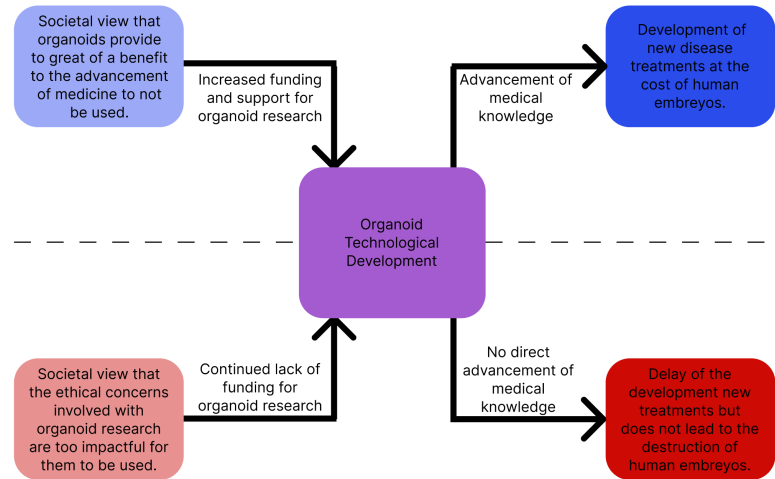 Societal view that
organoids provide
to great of a benefit
to the advancement
of medicine to not
be used.
Increased funding
and support for
organoid research
Advancement of
medical
knowledge
Development of
new disease
treatments at the
cost of human
embreyos.
Organoid
Technological
Development
Societal view that
the ethical concerns
involved with
organoid research
are too impactful for
them to be used.
Continued lack of
funding for
organoid research
No direct
advancement of
medical
knowledge
Delay of the
development new
treatments but
does not lead to the
destruction of
human embreyos.